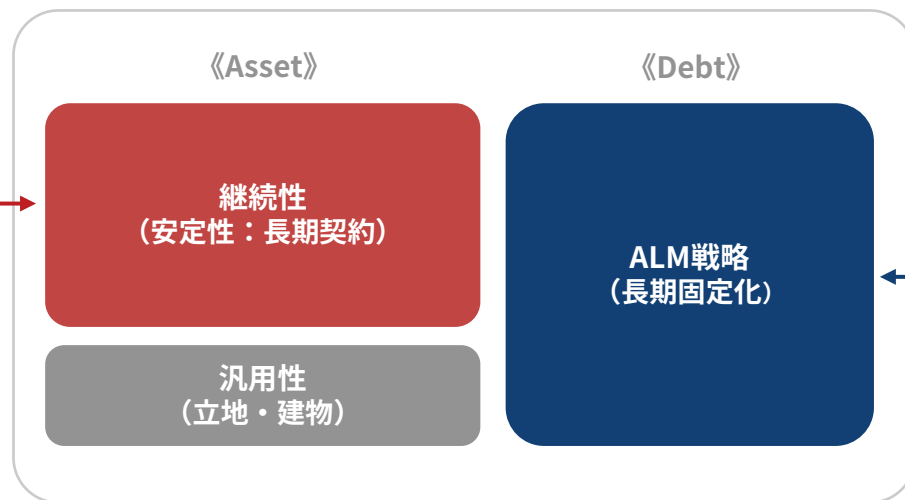 《Asset》
継続性
（安定性：長期契約）
汎用性
（立地・建物）
《Debt》
ALM戦略
（長期固定化）